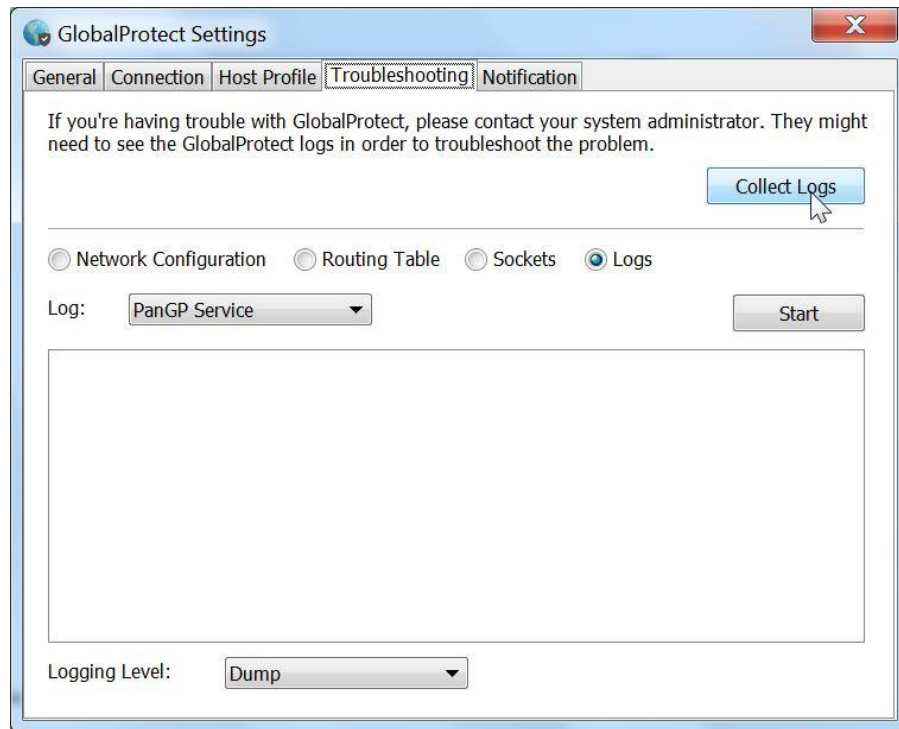 GlobalProtect Settings
General Connection Host Profile Troubleshooting Notification
If you're having trouble with GlobalProtect, please contact your system administrator. They might
need to see the GlobalProtect logs in order to troubleshoot the problem.
Collect Logs
Network Configuration Routing Table Sockets Logs
Log: PanGP Service Start
Logging Level: Dump